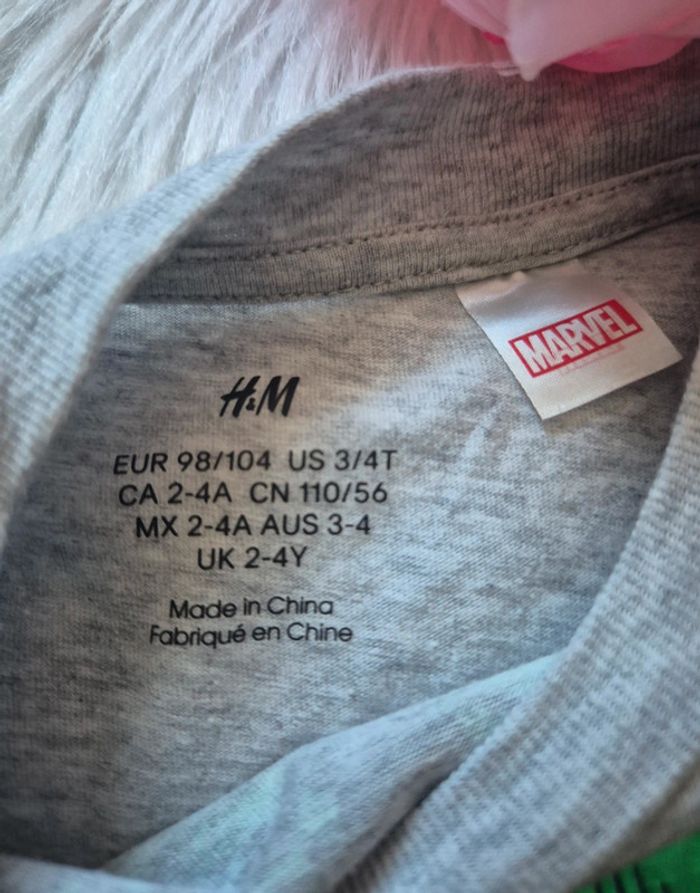 MARVEL
H&M
EUR 98/104 US 3/4T
CA 2-4A CN 110/56
MX 2-4A AUS 3-4
UK 2-4Y
Made in China
Fabriqué en Chine